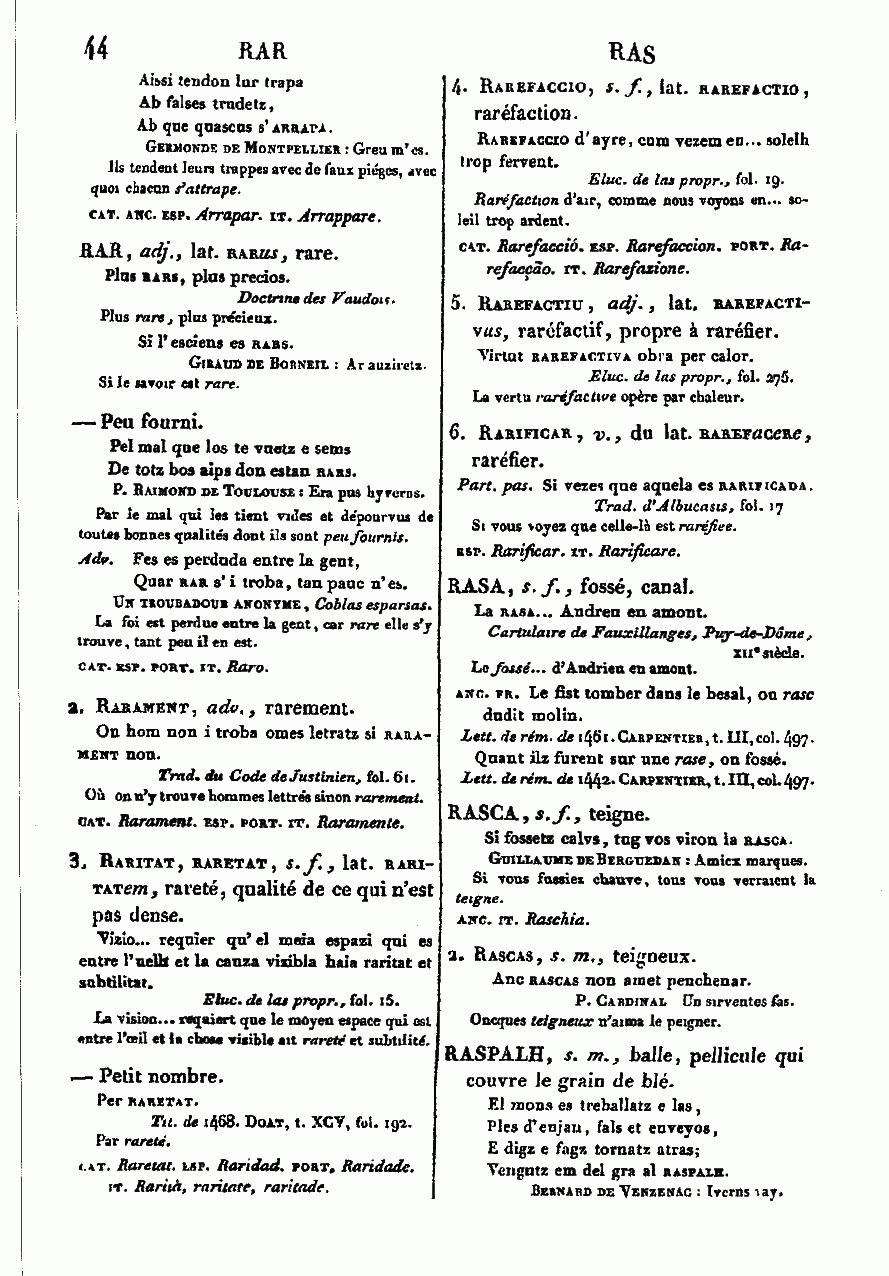 44 RAR RAS
Aissi tendon lur trapa
Ab falses trudetz,
Ab que quascus s' ARRAPA.
GERMONDE DE MONTPELLIER : Greu m'es.
Ils tendent leurs trappes avec de faux piéges, avec
quoi chacun s'attrape.
CAT. ANC. ESP. Arrapar. IT. Arrappare.
RAR, adj., lat. RARUS, rare.
Plus RARS, plus precios.
Doctrina des Vaudois.
Plus rare, plus précieux.
Si l'esciens es RARS.
GIRAUD DE BORNEIL : Ar auziretz.
Si le savoir est rare.
— Peu fourni.
Pel mal que los te vuetz e sems
De totz bos aips don estan RARS.
P. RAIMOND DE TOULOUSE : Era pus hyverns.
Par le mal qui les tient vides et dépourvus de
toutes bonnes qualités dont ils sont peu fournis.
Adv. Fes es perduda entre la gent,
Quar RAR s'i troba, tan pauc n'es.
UN TROUBADOUR ANONYME, Coblas esparsas.
La foi est perdue entre la gent, car rare elle s'y
trouve, tant peu il en est.
CAT. ESP. PORT. IT. Raro.
2. RARAMENT, adv., rarement.
On hom non i troba omes letratz si RARA-
MENT non.
Trad. du Code de Justinien, fol. 61.
Où on n'y trouve hommes lettrés sinon rarement.
CAT. Rarament. ESP. PORT. IT. Raramente.
3. RARITAT, RARETAT, s. f., lat. RARI-
TATem, rareté, qualité de ce qui n'est
pas dense.
Vizio... requier qu'el meia espazi qui es
entre l'uelh et la cauza vizibla haia raritat et
subtilitat.
Eluc. de las propr., fol. 15.
La vision... requiert que le moyen espace qui est
entre l'œil et la chose visible ait rareté et subtilité.
— Petit nombre.
Per RARETAT.
Tit. de 1468. DOAT, t. XCV, fol. 192.
Par rareté.
CAT. Raretat. ESP. Raridad. PORT. Raridade.
IT. Rarità, raritate, raritade.
4. RAREFACCIO, s. f., lat. RAREFACTIO,
raréfaction.
RAREFACCIO d'ayre, cum vezem en... solelh
trop fervent.
Eluc. de las propr., fol. 19.
Raréfaction d'air, comme nous voyons en... so-
leil trop ardent.
CAT. Rarefacció. ESP. Rarefaccion. PORT. Ra-
refacção. IT. Rarefazione.
5. RAREFACTIU, adj., lat. RAREFACTI-
vus, raréfactif, propre à raréfier.
Virtut RAREFACTIVA obra per calor.
Eluc. de las propr., fol. 275.
La vertu raréfactive opère par chaleur.
6. RARIFICAR, v., du lat. RAREFacere,
raréfier.
Part. pas. Si vezes que aquela es RARIFICADA.
Trad. d'Albucasis, fol. 17
Si vous voyez que celle-là est raréfiee.
ESP. Rarificar. IT. Rarificare.
RASA, s. f., fossé, canal.
La RASA... Andreu en amont.
Cartulaire de Fauxillanges, Puy-de-Dôme,
XIIe siècle.
Le fossé... d'Andrieu en amont.
ANC. FR. Le fist tomber dans le besal, ou rasc
dudit molin.
Lett. de rém. de 1461. CARPENTIER, t. III, col. 497.
Quant ilz furent sur une rase, ou fossé.
Lett. de rém. de 1442. CARPENTIER, t. III, col. 497.
RASCA, s. f., teigne.
Si fossetz calvs, tug vos viron la RASCA.
GUILLAUME DE BERGUEDAN : Amicx marques.
Si vous fussiez chauve, tous vous verraient la
teigne.
ANC. IT. Raschia.
2. RASCAS, s. m., teigneux.
Anc RASCAS non amet penchenar.
P. CARDINAL Un sirventes fas.
Oncques teigneux n'aima le peigner.
RASPALH, s. m., balle, pellicule qui
couvre le grain de blé.
El mons es treballatz e las,
Ples d'enjau, fals et enveyos,
E digz e fagz tornatz atras;
Vengutz em del gra al RASPALH.
BERNARD DE VENZENAC : Iverns vay.